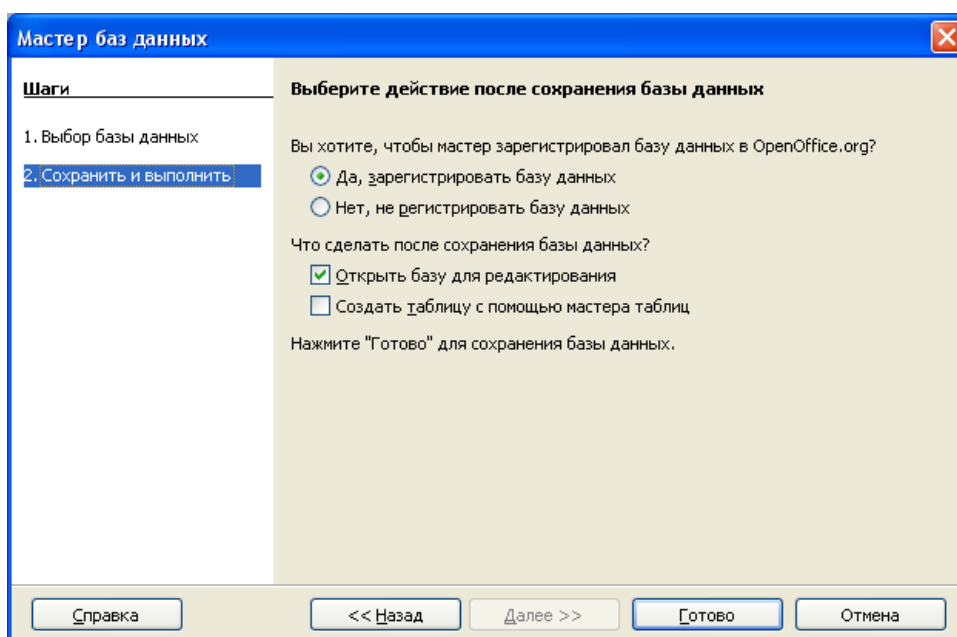 Мастер баз данных
Шаги
1. Выбор базы данных
2. Сохранить и выполнить
Выберите действие после сохранения базы данных
Вы хотите, чтобы мастер зарегистрировал базу данных в OpenOffice.org?
Да, зарегистрировать базу данных
Нет, не регистрировать базу данных
Что сделать после сохранения базы данных?
Открыть базу для редактирования
Создать таблицу с помощью мастера таблиц
Нажмите "Готово" для сохранения базы данных.
Справка
<< Назад
Далее >>
Готово
Отмена